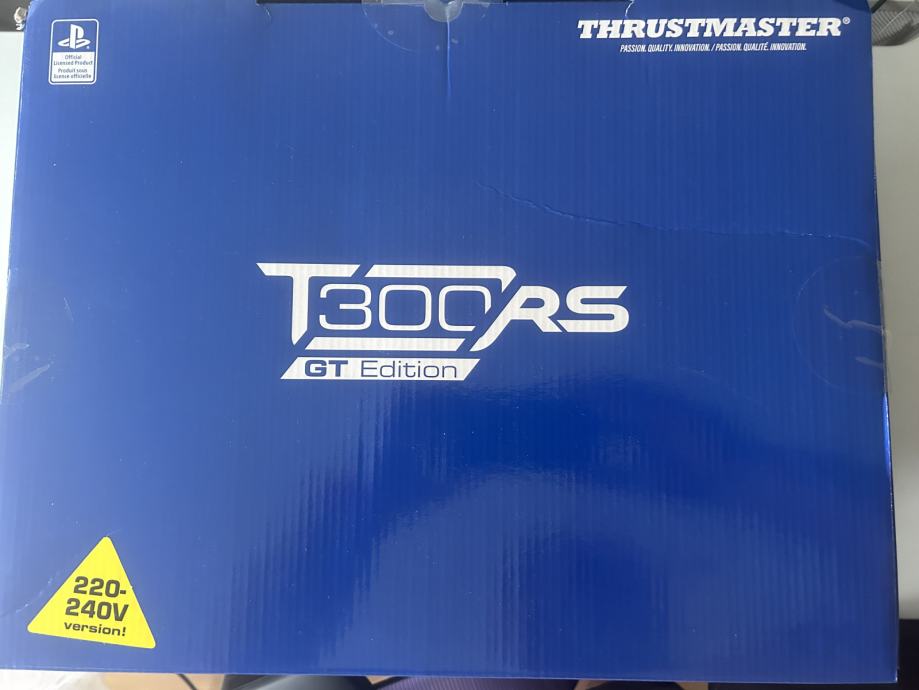 Official
Licensed Product
Produit sous
licence officielle
THRUSTMASTER®
PASSION. QUALITY. INNOVATION. / PASSION. QUALITÉ. INNOVATION.
T300RS
GT Edition
220-
240V
version!